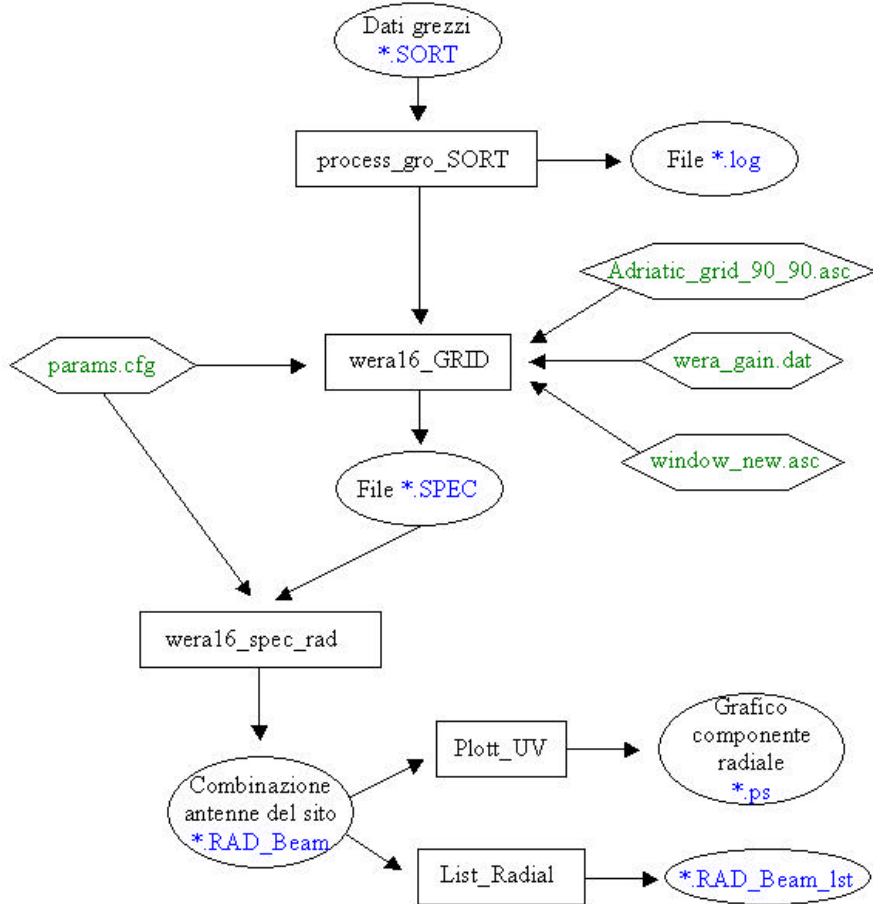 Dati grezzi
*.SORT
process_gro_SORT
File *.log
Adriatic_grid_90_90.asc
params.cfg
wera16_GRID
wera_gain.dat
window_new.asc
File *.SPEC
wera16_spec_rad
Grafico
componente
radiale
*.ps
Plott_UV
Combinazione
antenne del sito
*.RAD_Beam
List_Radial
*.RAD_Beam_lst